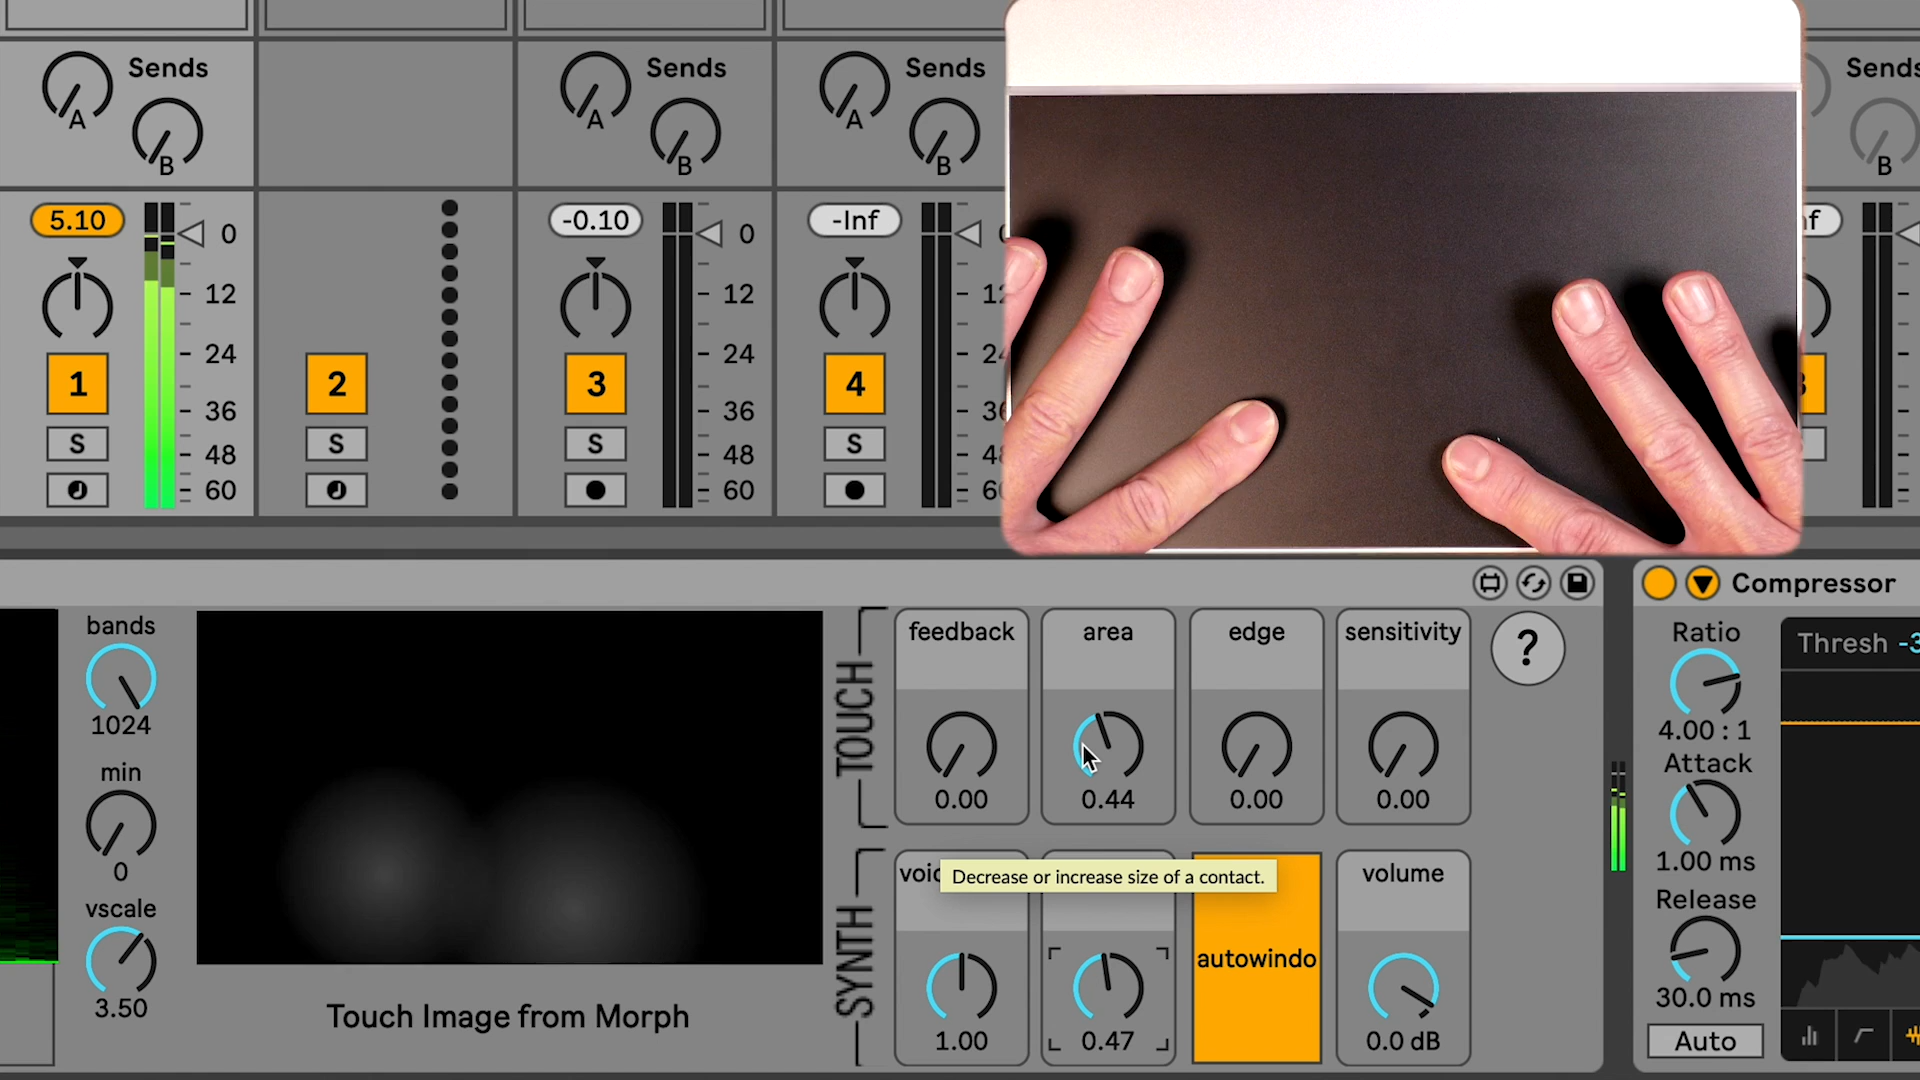 Sends
A
B
Sends
A
B
Sends
A
B
Sends
B
5.10
0
12
24
36
48
60
1
S
2
S
-0.10
0
12
24
36
48
60
3
S
-Inf
4
S
bands
1024
min
0
vscale
3.50
Touch Image from Morph
TOUCH
feedback
0.00
area
0.44
edge
0.00
sensitivity
0.00
?
SYNTH
voic
1.00
Decrease or increase size of a contact.
0.47
autowindo
volume
0.0 dB
Compressor
Ratio
4.00 : 1
Attack
1.00 ms
Release
30.0 ms
Auto
Thresh